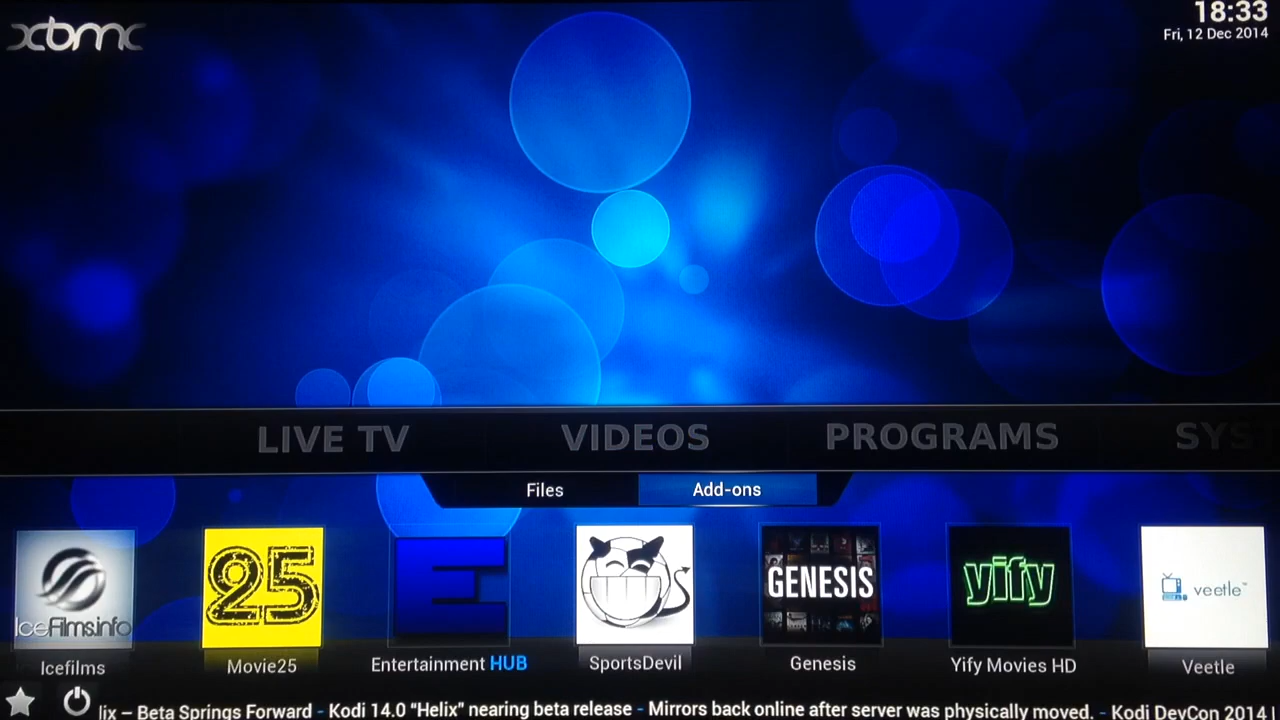 xbmc
18:33
Fri, 12 Dec 2014
LIVE TV
VIDEOS
PROGRAMS
SYS
Files
Add-ons
IceFilms.info
25
E
GENESIS
yify
veetle™
Icefilms
Movie25
Entertainment HUB
SportsDevil
Genesis
Yify Movies HD
Veetle
lix – Beta Springs Forward - Kodi 14.0 “Helix” nearing beta release - Mirrors back online after server was physically moved. - Kodi DevCon 2014